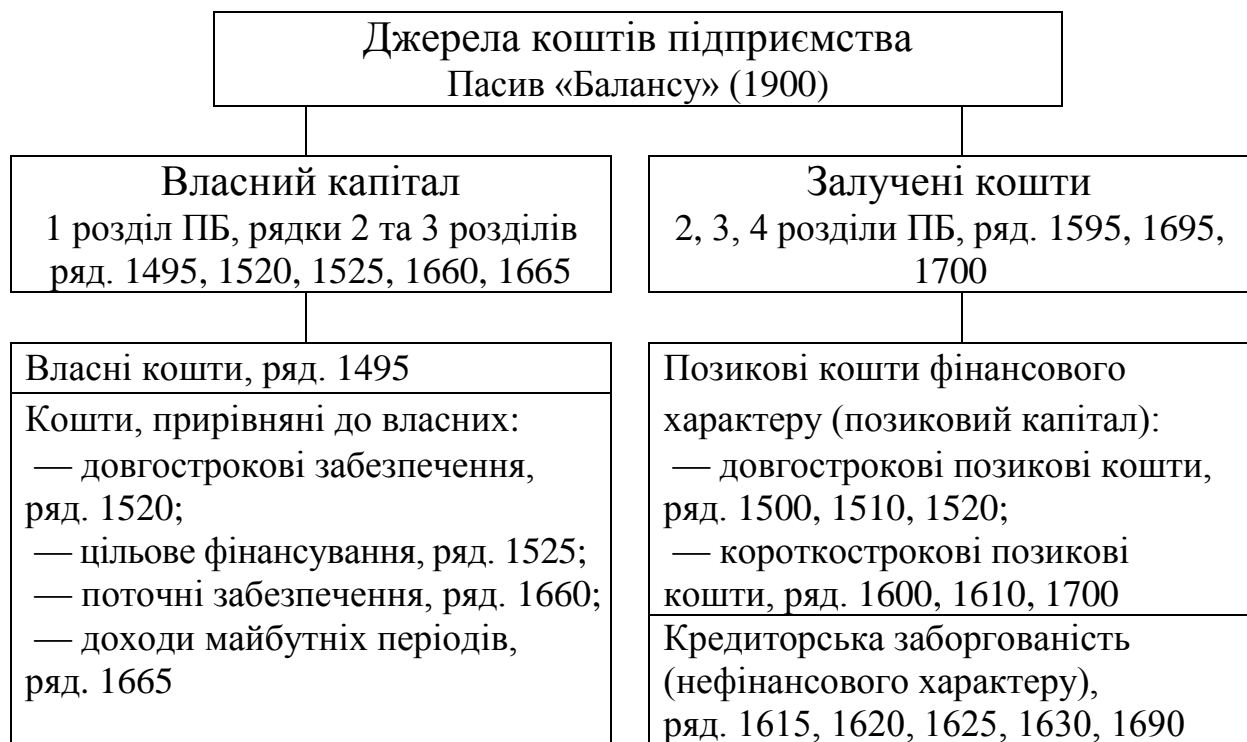 Джерела коштів підприємства
Пасив «Балансу» (1900)
Власний капітал
1 розділ ПБ, рядки 2 та 3 розділів
ряд. 1495, 1520, 1525, 1660, 1665
Залучені кошти
2, 3, 4 розділи ПБ, ряд. 1595, 1695,
1700
Власні кошти, ряд. 1495
Кошти, прирівняні до власних:
— довгострокові забезпечення,
ряд. 1520;
— цільове фінансування, ряд. 1525;
— поточні забезпечення, ряд. 1660;
— доходи майбутніх періодів,
ряд. 1665
Позикові кошти фінансового
характеру (позиковий капітал):
— довгострокові позикові кошти,
ряд. 1500, 1510, 1520;
— короткострокові позикові
кошти, ряд. 1600, 1610, 1700
Кредиторська заборгованість
(нефінансового характеру),
ряд. 1615, 1620, 1625, 1630, 1690